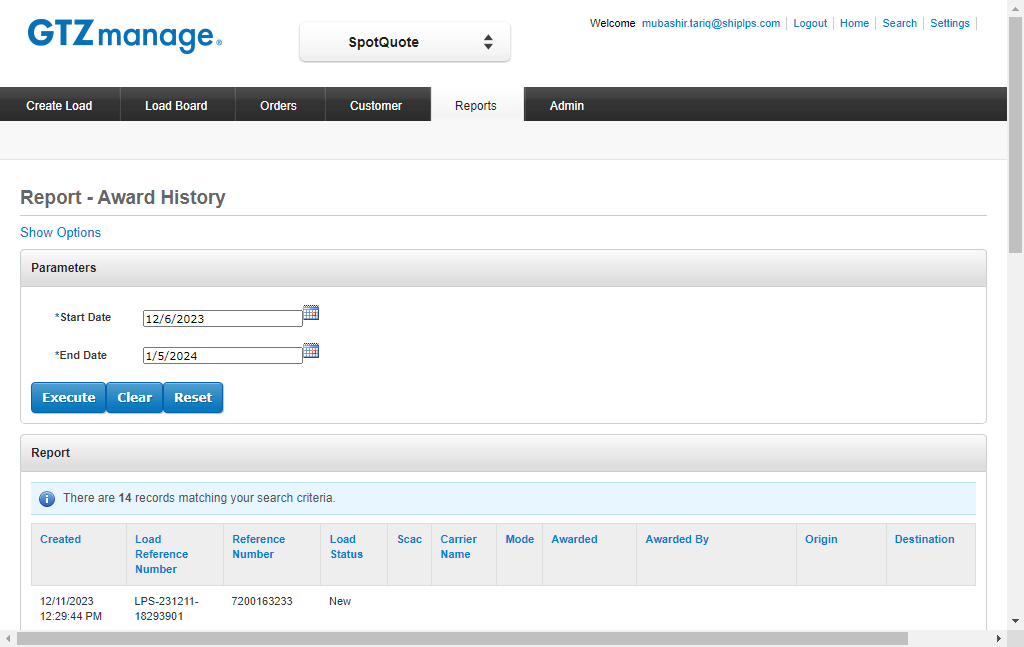 GTZmanage®
SpotQuote
Welcome mubashir.tariq@shiplps.com Logout Home Search Settings
Create Load Load Board Orders Customer Reports Admin
Report - Award History
Show Options
Parameters
*Start Date 12/6/2023
*End Date 1/5/2024
Execute Clear Reset
Report
There are 14 records matching your search criteria.
Created Load Reference Number Reference Number Load Status Scac Carrier Name Mode Awarded Awarded By Origin Destination
12/11/2023 LPS-231211- 7200163233 New
12:29:44 PM 18293901